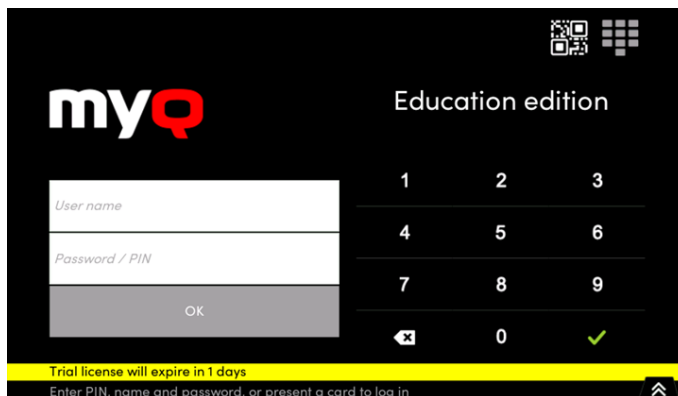 myQ
Education edition
User name
Password / PIN
OK
1 2 3
4 5 6
7 8 9
0
Trial license will expire in 1 days
Enter PIN, name and password, or present a card to log in